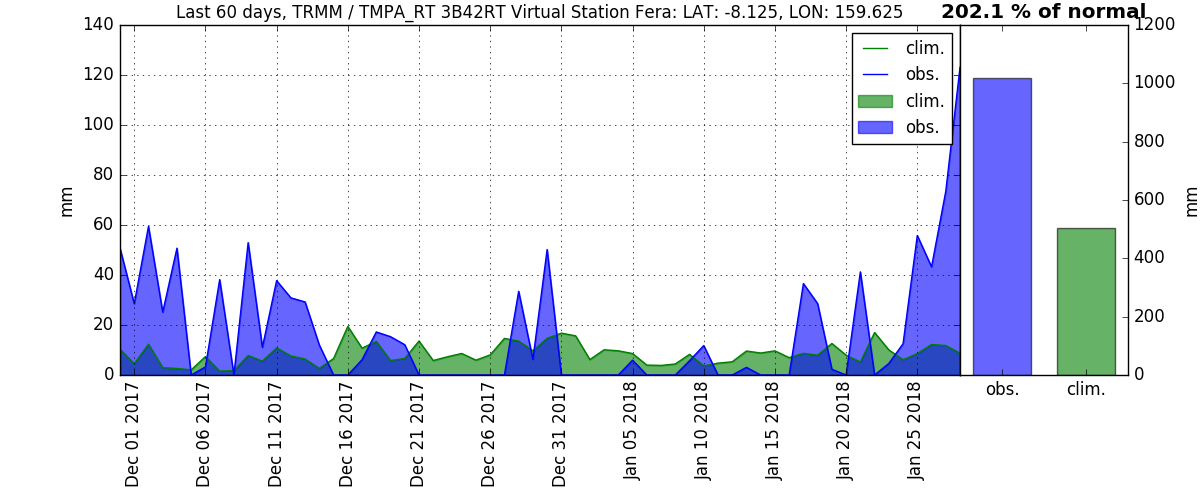 Last 60 days, TRMM / TMPA_RT 3B42RT Virtual Station Fera: LAT: -8.125, LON: 159.625
202.1 % of normal
mm
140
120
100
80
60
40
20
0
clim.
obs.
clim.
obs.
1200
1000
800
600
400
200
0
mm
obs.
clim.
Dec 01 2017
Dec 06 2017
Dec 11 2017
Dec 16 2017
Dec 21 2017
Dec 26 2017
Dec 31 2017
Jan 05 2018
Jan 10 2018
Jan 15 2018
Jan 20 2018
Jan 25 2018